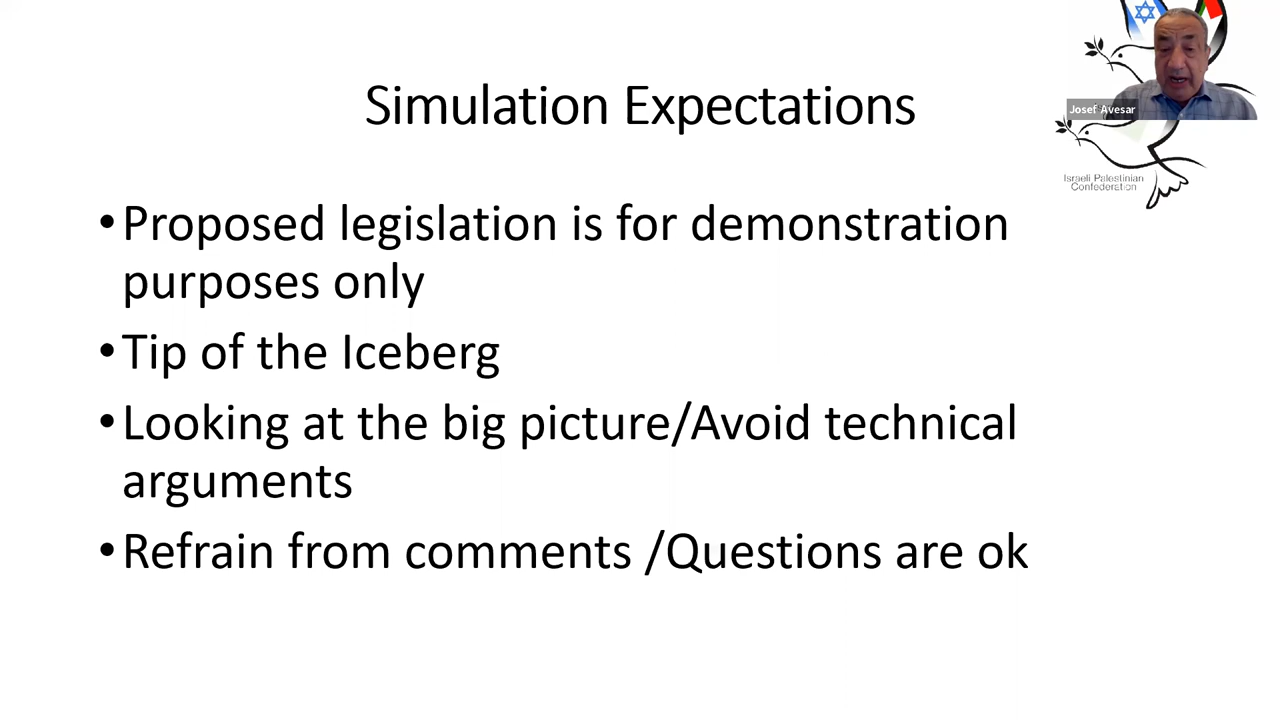 Simulation Expectations
Josef Avesar
Israeli Palestinian
Confederation
•Proposed legislation is for demonstration
purposes only
•Tip of the Iceberg
•Looking at the big picture/Avoid technical
arguments
•Refrain from comments /Questions are ok